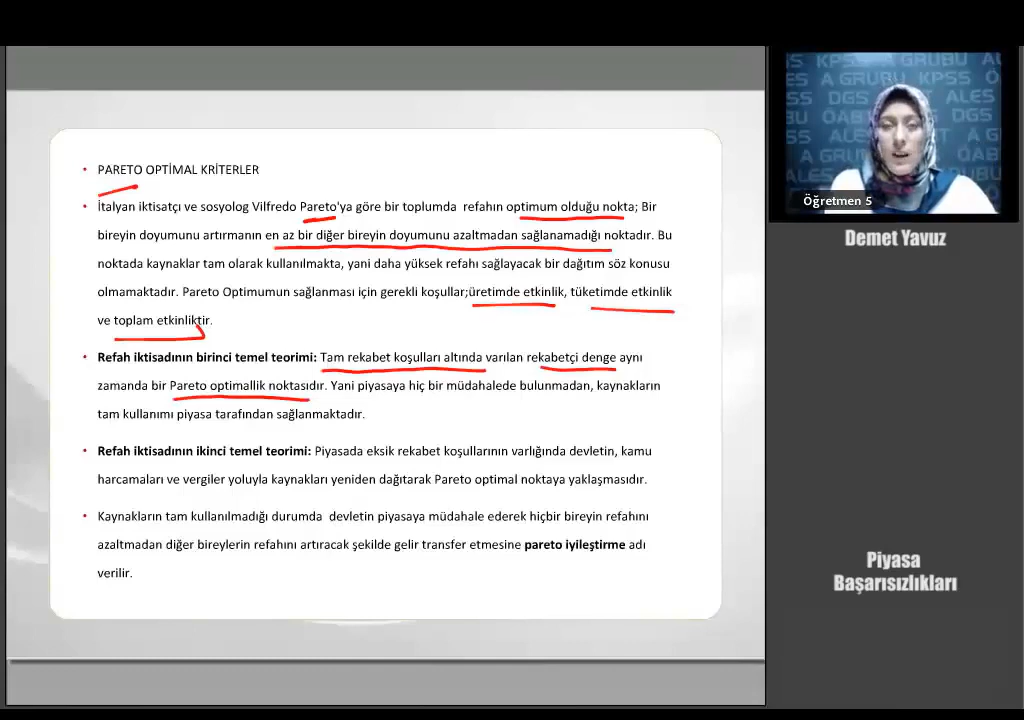 PARETO OPTİMAL KRİTERLER
İtalyan iktisatçı ve sosyolog Vilfredo Pareto'ya göre bir toplumda refahın optimum olduğu nokta; Bir
bireyin doyumunu artırmanın en az bir diğer bireyin doyumunu azaltmadan sağlanamadığı noktadır. Bu
noktada kaynaklar tam olarak kullanılmakta, yani daha yüksek refahı sağlayacak bir dağıtım söz konusu
olmamaktadır. Pareto Optimumun sağlanması için gerekli koşullar;üretimde etkinlik, tüketimde etkinlik
ve toplam etkinliktir.
Refah iktisadının birinci temel teorimi: Tam rekabet koşulları altında varılan rekabetçi denge aynı
zamanda bir Pareto optimallik noktasıdır. Yani piyasaya hiç bir müdahalede bulunmadan, kaynakların
tam kullanımı piyasa tarafından sağlanmaktadır.
Refah iktisadının ikinci temel teorimi: Piyasada eksik rekabet koşullarının varlığında devletin, kamu
harcamaları ve vergiler yoluyla kaynakları yeniden dağıtarak Pareto optimal noktaya yaklaşmasıdır.
Kaynakların tam kullanılmadığı durumda devletin piyasaya müdahale ederek hiçbir bireyin refahını
azaltmadan diğer bireylerin refahını artıracak şekilde gelir transfer etmesine pareto iyileştirme adı
verilir.
A GRUBU KPSS
DGS
ALES
Öğretmen 5
Demet Yavuz
Piyasa
Başarısızlıkları